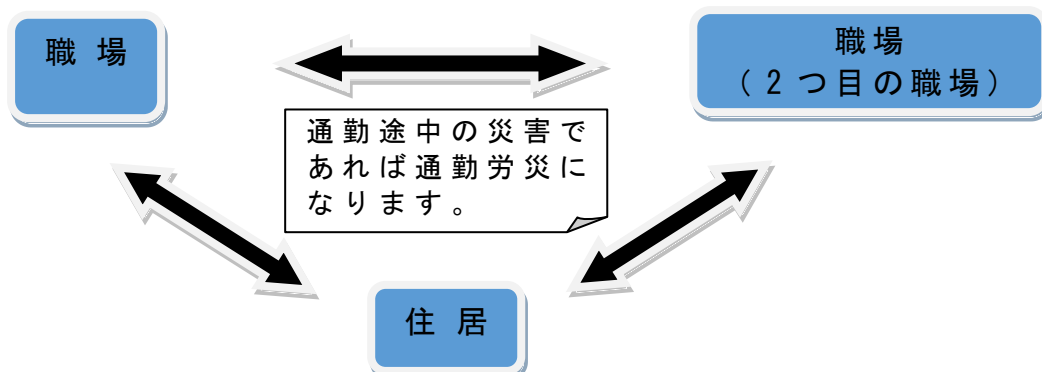 職場
職場
（2つ目の職場）
通勤途中の災害で
あれば通勤労災に
なります。
住居